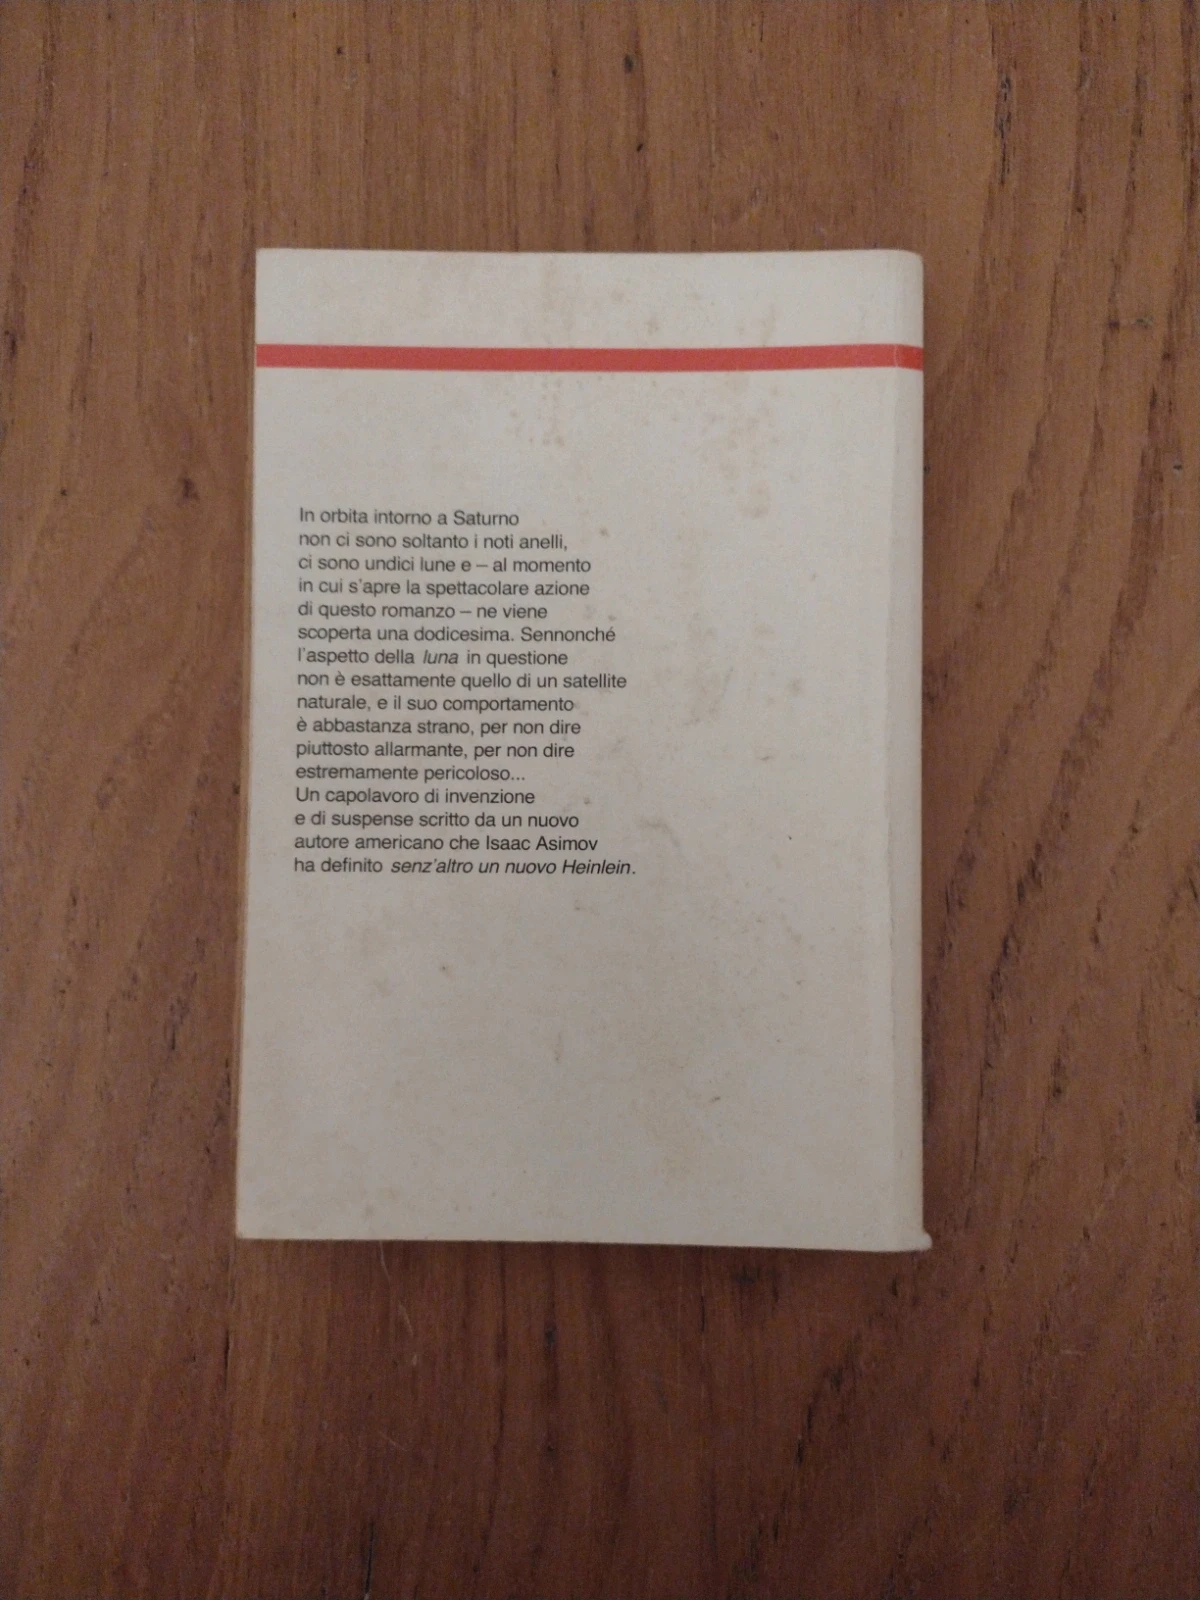 In orbita intorno a Saturno
non ci sono soltanto i noti anelli,
ci sono undici lune e – al momento
in cui s'apre la spettacolare azione
di questo romanzo – ne viene
scoperta una dodicesima. Sennonché
l'aspetto della luna in questione
non è esattamente quello di un satellite
naturale, e il suo comportamento
è abbastanza strano, per non dire
piuttosto allarmante, per non dire
estremamente pericoloso...
Un capolavoro di invenzione
e di suspense scritto da un nuovo
autore americano che Isaac Asimov
ha definito senz'altro un nuovo Heinlein.